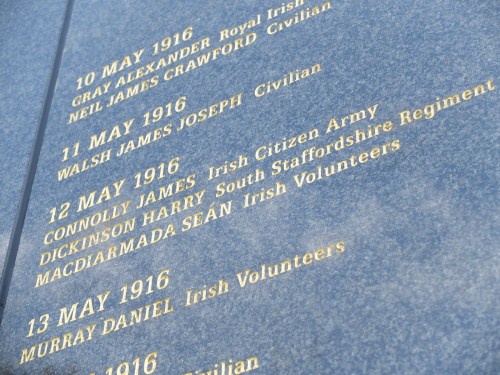 10 MAY 1916
GRAY ALEXANDER Royal Irish
NEIL JAMES CRAWFORD Civilian
11 MAY 1916
WALSH JAMES JOSEPH Civilian
12 MAY 1916
CONNOLLY JAMES Irish Citizen Army
DICKINSON HARRY South Staffordshire Regiment
MACDIARMADA SEÁN Irish Volunteers
13 MAY 1916
MURRAY DANIEL Irish Volunteers
1916
Civilian